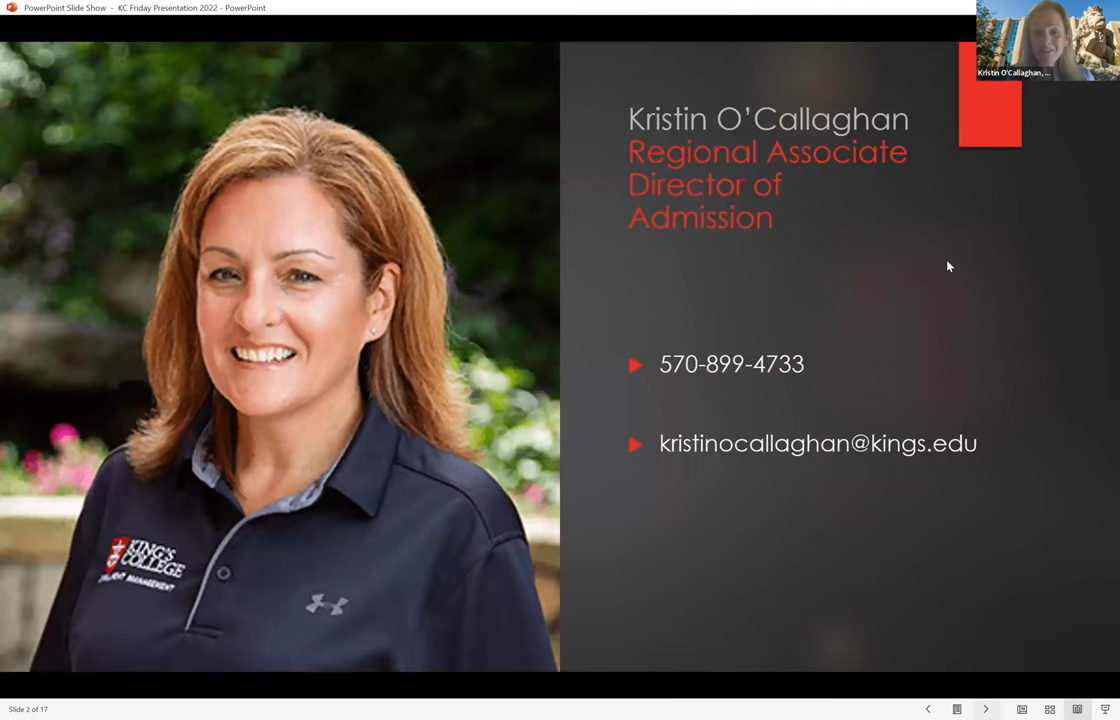 PowerPoint Slide Show - KC Friday Presentation 2022 - PowerPoint
Kristin O'Callaghan, ...
Kristin O’Callaghan
Regional Associate
Director of
Admission
570-899-4733
kristinocallaghan@kings.edu
KING'S
COLLEGE
MANAGEMENT
Slide 2 of 17